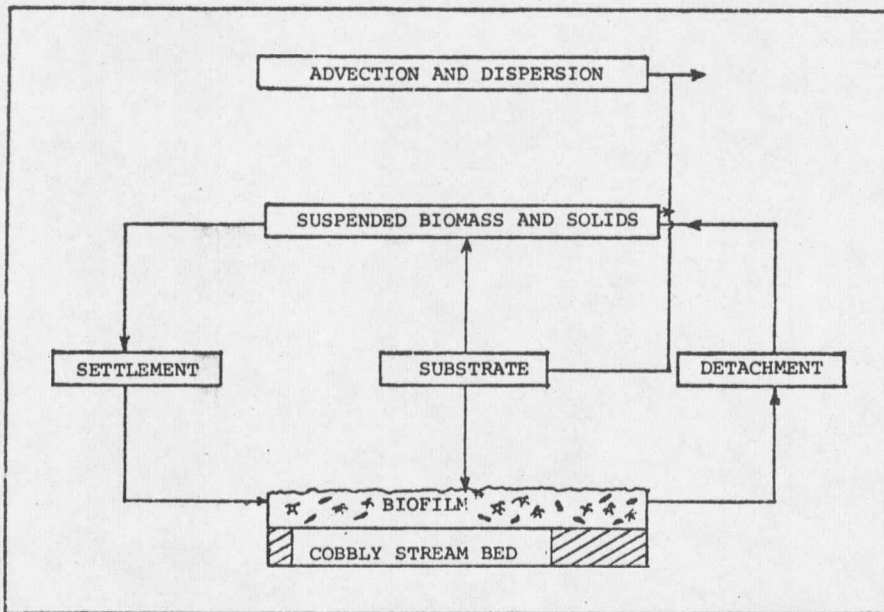 ADVECTION AND DISPERSION
SUSPENDED BIOMASS AND SOLIDS
SETTLEMENT
SUBSTRATE
DETACHMENT
BIOFILM
COBBLY STREAM BED